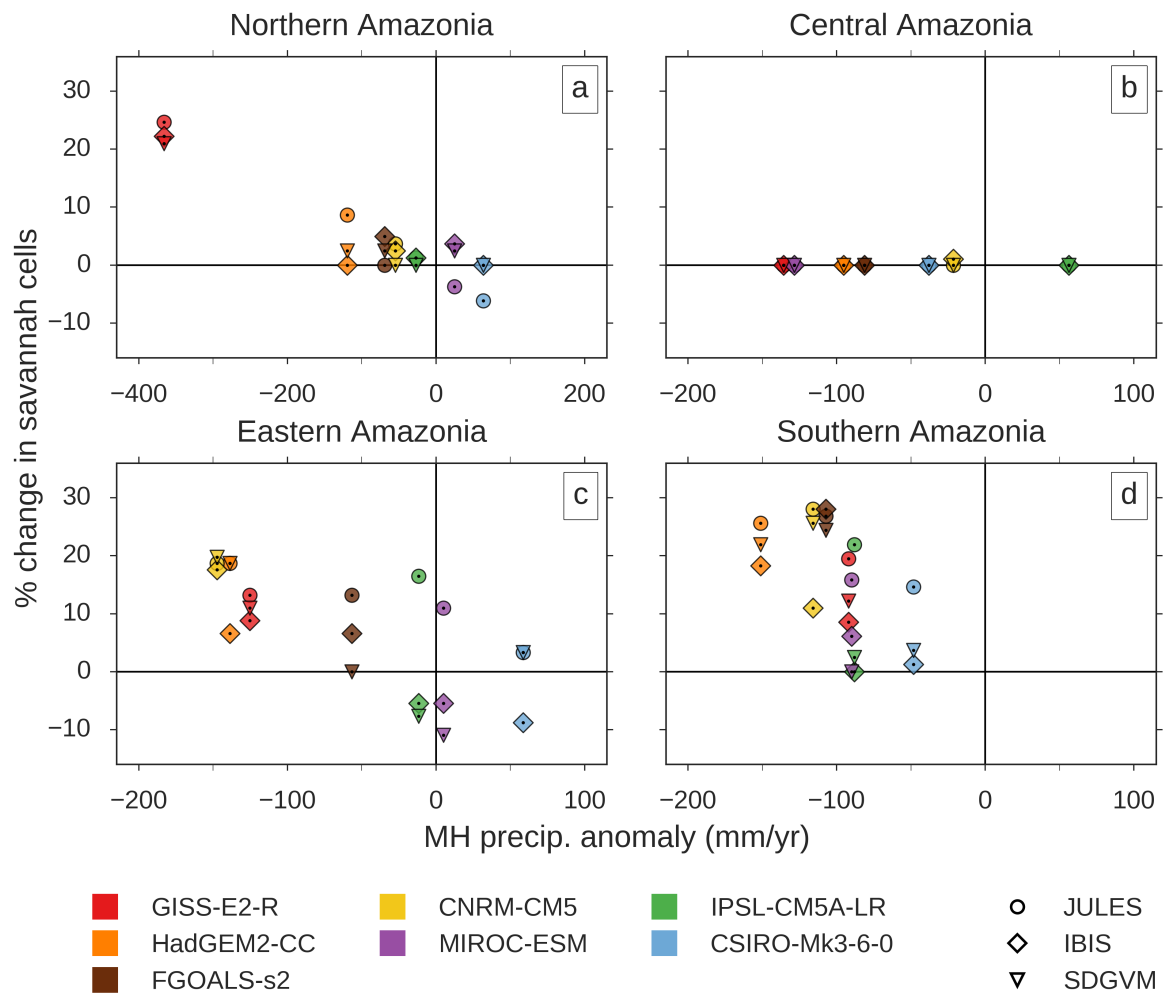 Northern Amazonia
Central Amazonia
a
b
30
20
10
0
−10
−400
−200
0
200
−200
−100
0
100
% change in savannah cells
Eastern Amazonia
Southern Amazonia
c
d
30
20
10
0
−10
−200
−100
0
100
−200
−100
0
100
MH precip. anomaly (mm/yr)
GISS-E2-R
CNRM-CM5
IPSL-CM5A-LR
JULES
HadGEM2-CC
MIROC-ESM
CSIRO-Mk3-6-0
IBIS
FGOALS-s2
SDGVM